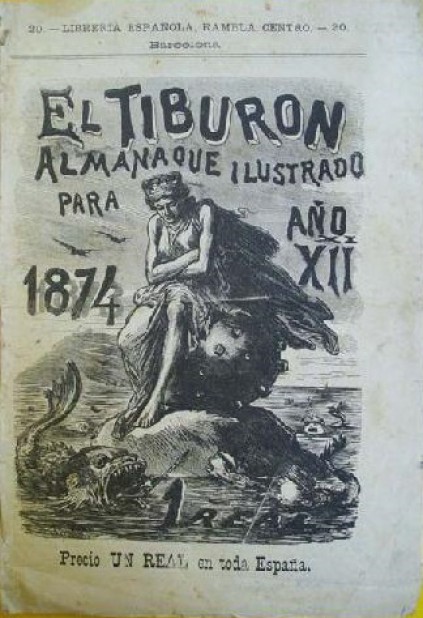 20. — LIBRERIA ESPAÑOLA, RAMBLA CENTRO, — 20.
Barcelona
EL TIBURON
ALMANAQUE ILUSTRADO
PARA
1874
AÑO
XII
1 REAL
Precio UN REAL en toda España.